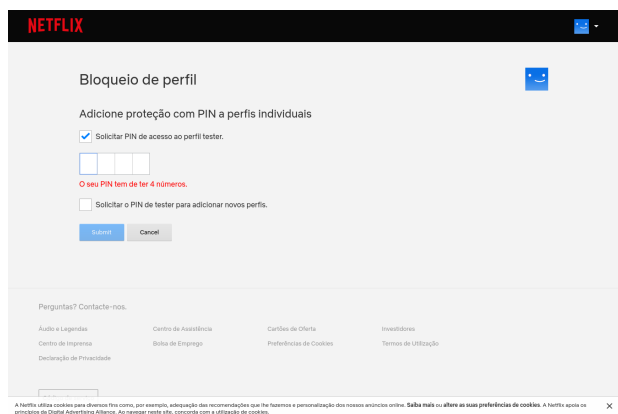 NETFLIX
Bloqueio de perfil
Adicione proteção com PIN a perfis individuais
Solicitar PIN de acesso ao perfil tester.
O seu PIN tem de ter 4 números.
Solicitar o PIN de tester para adicionar novos perfis.
Submit Cancel
Perguntas? Contacte-nos.
Áudio e Legendas Centro de Assistência Cartões de Oferta Investidores
Centro de Imprensa Bolsa de Emprego Preferências de Cookies Termos de Utilização
Declaração de Privacidade
A Netflix utiliza cookies para diversos fins como, por exemplo, adequação das recomendações que lhe fazemos e personalização dos nossos anúncios online. Saiba mais ou altere as suas preferências de cookies. A Netflix apoia os
princípios da Digital Advertising Alliance. Ao navegar neste site, concorda com a utilização de cookies.